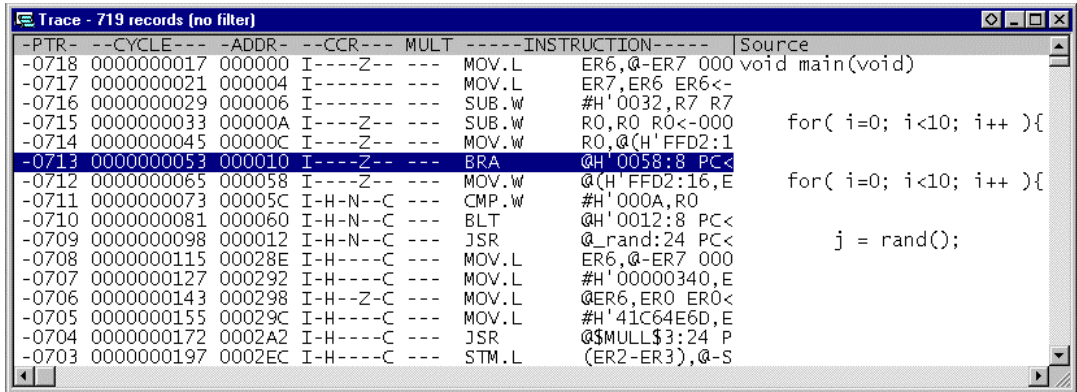 Trace - 719 records (no filter)
-PTR- --CYCLE--- -ADDR- --CCR--- MULT -----INSTRUCTION----- Source
-0718 0000000017 000000 I----Z-- --- MOV.L ER6,@-ER7 000 void main(void)
-0717 0000000021 000004 I------- --- MOV.L ER7,ER6 ER6<-
-0716 0000000029 000006 I------- --- SUB.W #H'0032,R7 R7
-0715 0000000033 00000A I----Z-- --- SUB.W R0,R0 R0<-000 for( i=0; i<10; i++ ){
-0714 0000000045 00000C I----Z-- --- MOV.W R0,@(H'FFD2:1
-0713 0000000053 000010 I----Z-- --- BRA @H'0058:8 PC<
-0712 0000000065 000058 I----Z-- --- MOV.W @(H'FFD2:16,E for( i=0; i<10; i++ ){
-0711 0000000073 00005C I-H-N--C --- CMP.W #H'000A,R0
-0710 0000000081 000060 I-H-N--C --- BLT @H'0012:8 PC<
-0709 0000000098 000012 I-H-N--C --- JSR @_rand:24 PC< j = rand();
-0708 0000000115 00028E I-H----C --- MOV.L ER6,@-ER7 000
-0707 0000000127 000292 I-H----C --- MOV.L #H'00000340,E
-0706 0000000143 000298 I-H--Z-C --- MOV.L @ER6,ER0 ER0<
-0705 0000000155 00029C I-H----C --- MOV.L #H'41C64E6D,E
-0704 0000000172 0002A2 I-H----C --- JSR @$MULL$3:24 P
-0703 0000000197 0002EC I-H----C --- STM.L (ER2-ER3),@-S